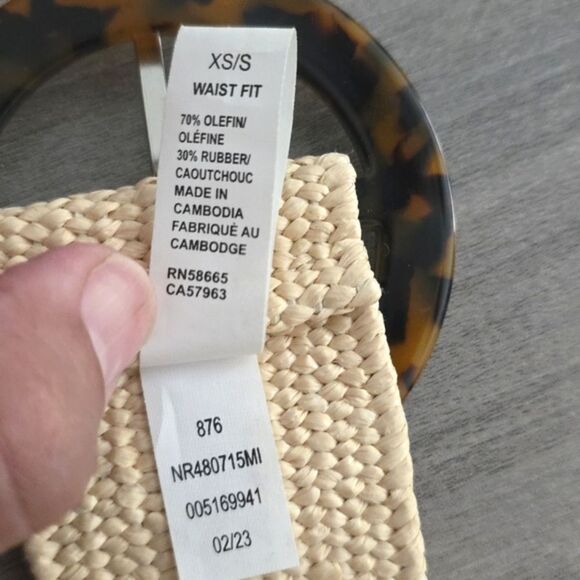 XS/S
WAIST FIT
70% OLEFIN/
OLÉFINE
30% RUBBER/
CAOUTCHOUC
MADE IN
CAMBODIA
FABRIQUÉ AU
CAMBODGE
RN58665
CA57963
876
NR480715MI
005169941
02/23